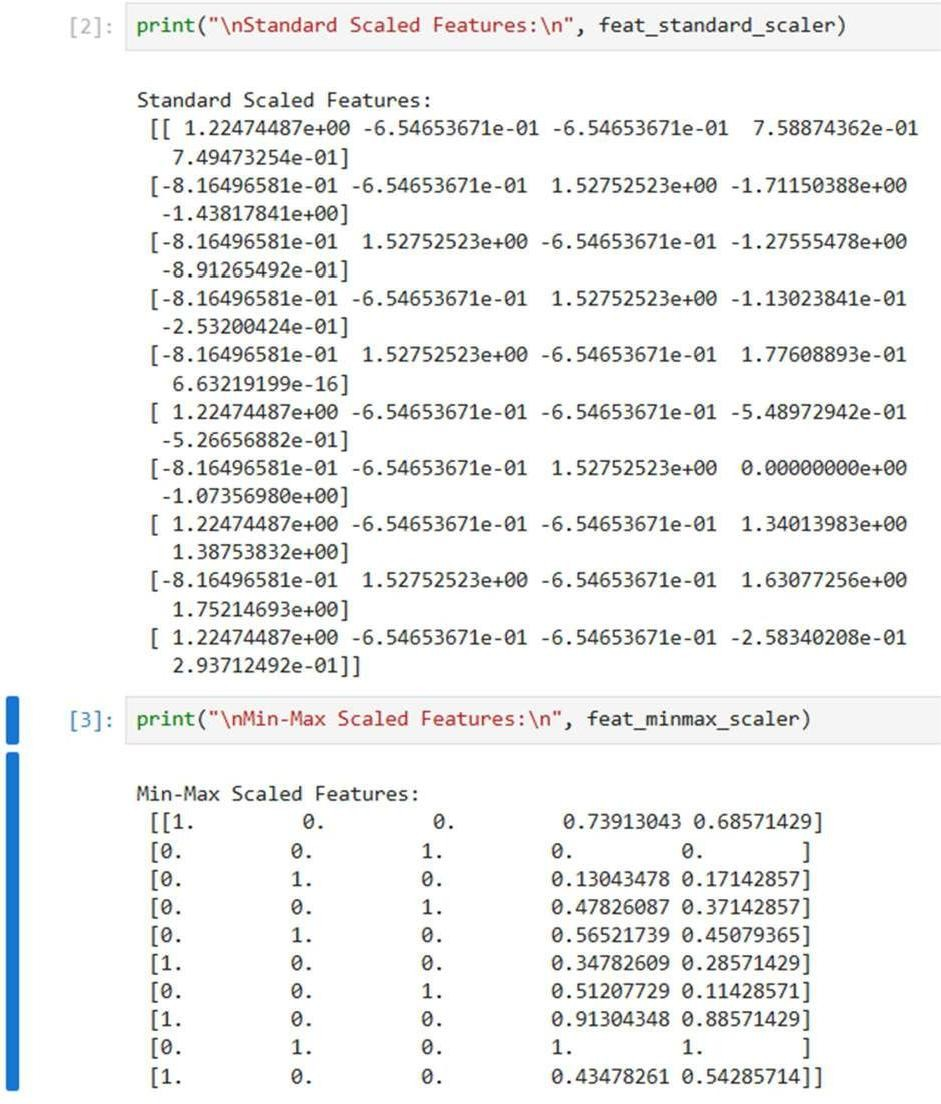 [2]: print("\nStandard Scaled Features:\n", feat_standard_scaler)
Standard Scaled Features:
[[ 1.22474487e+00 -6.54653671e-01 -6.54653671e-01  7.58874362e-01
7.49473254e-01]
[-8.16496581e-01 -6.54653671e-01  1.52752523e+00 -1.71150388e+00
-1.43817841e+00]
[-8.16496581e-01  1.52752523e+00 -6.54653671e-01 -1.27555478e+00
-8.91265492e-01]
[-8.16496581e-01 -6.54653671e-01  1.52752523e+00 -1.13023841e-01
-2.53200424e-01]
[-8.16496581e-01  1.52752523e+00 -6.54653671e-01  1.77608893e-01
6.63219199e-16]
[ 1.22474487e+00 -6.54653671e-01 -6.54653671e-01 -5.48972942e-01
-5.26656882e-01]
[-8.16496581e-01 -6.54653671e-01  1.52752523e+00  0.00000000e+00
-1.07356980e+00]
[ 1.22474487e+00 -6.54653671e-01 -6.54653671e-01  1.34013983e+00
1.38753832e+00]
[-8.16496581e-01  1.52752523e+00 -6.54653671e-01  1.63077256e+00
1.75214693e+00]
[ 1.22474487e+00 -6.54653671e-01 -6.54653671e-01 -2.58340208e-01
2.93712492e-01]]
[3]: print("\nMin-Max Scaled Features:\n", feat_minmax_scaler)
Min-Max Scaled Features:
[[1. 0. 0. 0.73913043 0.68571429]
[0. 0. 1. 0. 0. ]
[0. 1. 0. 0.13043478 0.17142857]
[0. 0. 1. 0.47826087 0.37142857]
[0. 1. 0. 0.56521739 0.45079365]
[1. 0. 0. 0.34782609 0.28571429]
[0. 0. 1. 0.51207729 0.11428571]
[1. 0. 0. 0.91304348 0.88571429]
[0. 1. 0. 1. 1. ]
[1. 0. 0. 0.43478261 0.54285714]]